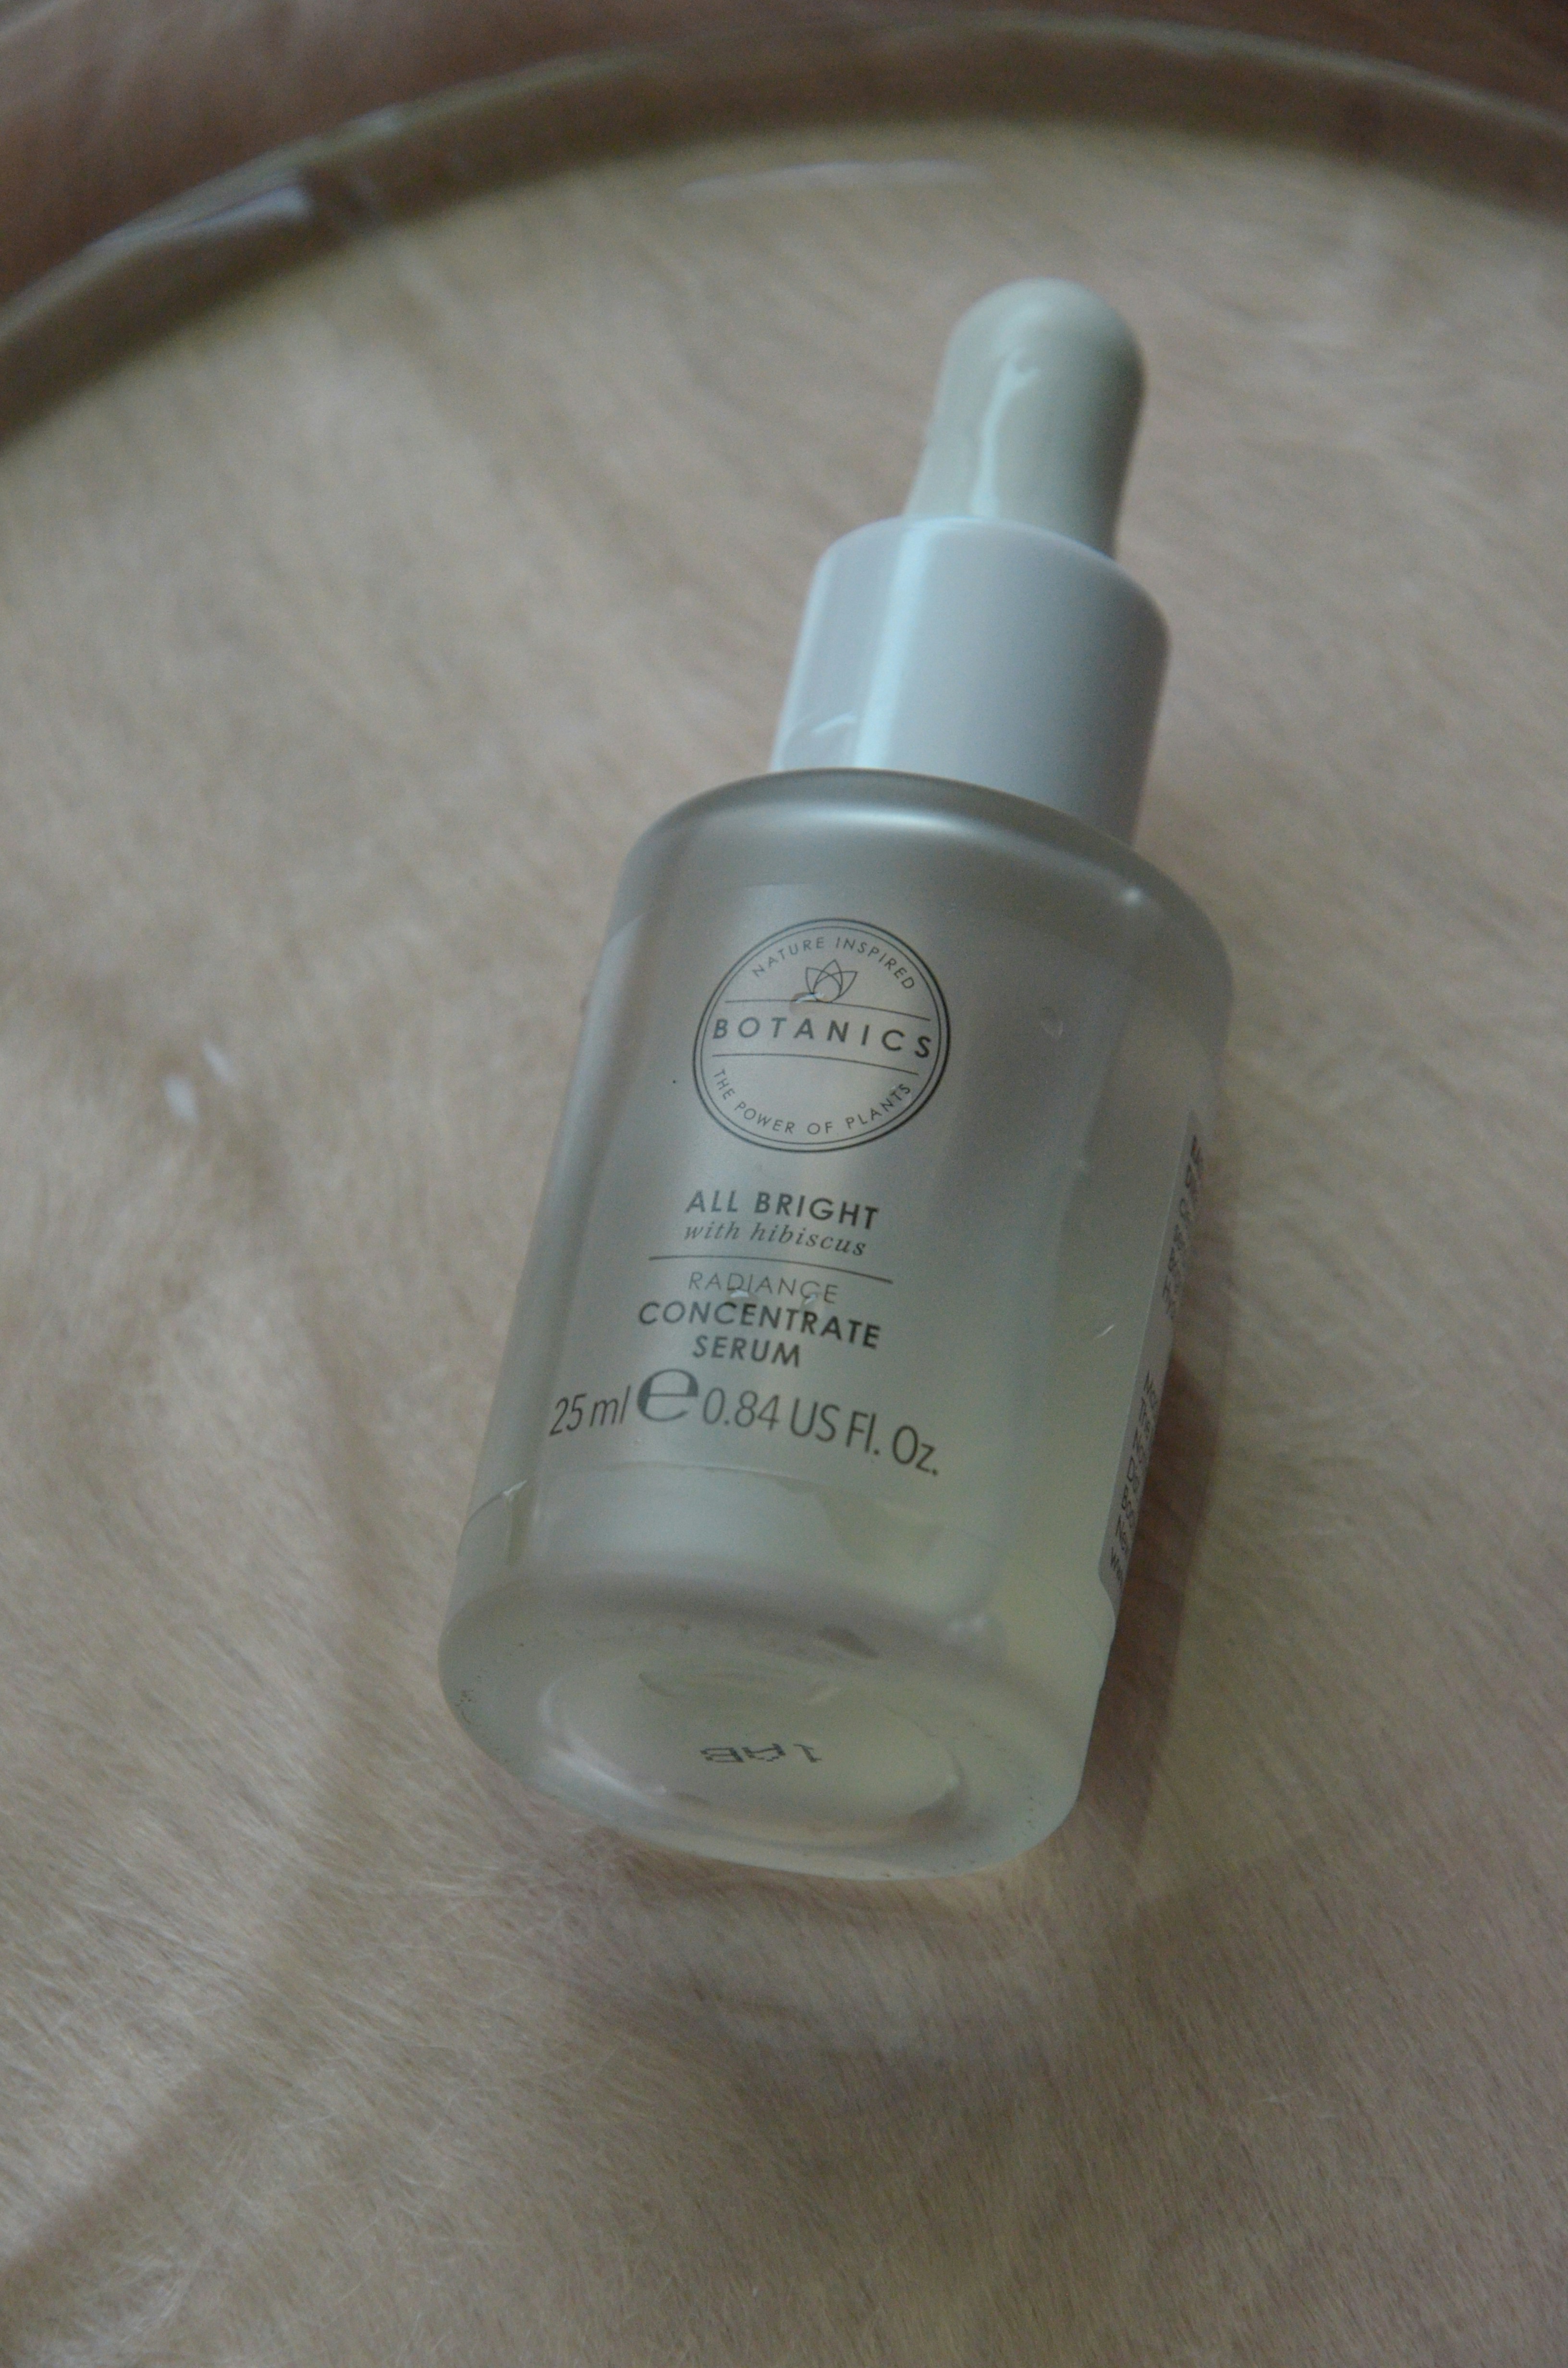 NATURE INSPIRED
BOTANICS
THE POWER OF PLANTS
ALL BRIGHT
with hibiscus
RADIANCE
CONCENTRATE
SERUM
25 ml e 0.84 US Fl. Oz.